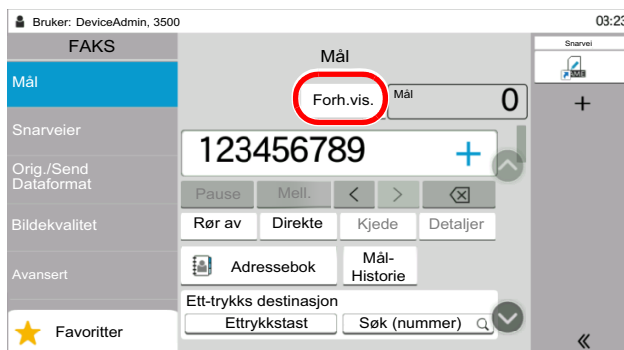 Bruker: DeviceAdmin, 3500
03:23
FAKS
Mål
Snarveier
Orig./Send
Dataformat
Bildekvalitet
Avansert
Favoritter
Mål
Forh.vis.
Mål
0
123456789
+
Pause
Mell.
<
>
Rør av
Direkte
Kjede
Detaljer
Adressebok
Mål-
Historie
Ett-trykks destinasjon
Ettrykkstast
Søk (nummer)
Snarvei
+
«